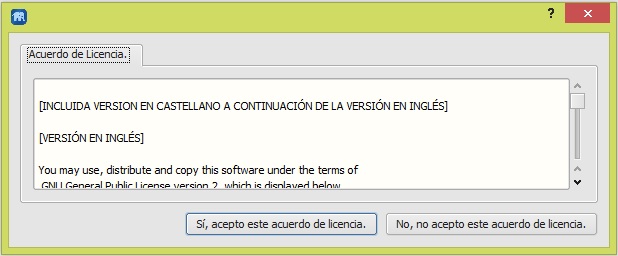 ?
Acuerdo de Licencia.
[INCLUIDA VERSION EN CASTELLANO A CONTINUACIÓN DE LA VERSIÓN EN INGLÉS]
[VERSIÓN EN INGLÉS]
You may use, distribute and copy this software under the terms of
GNU General Public License version 2, which is displayed below.
Sí, acepto este acuerdo de licencia.
No, no acepto este acuerdo de licencia.